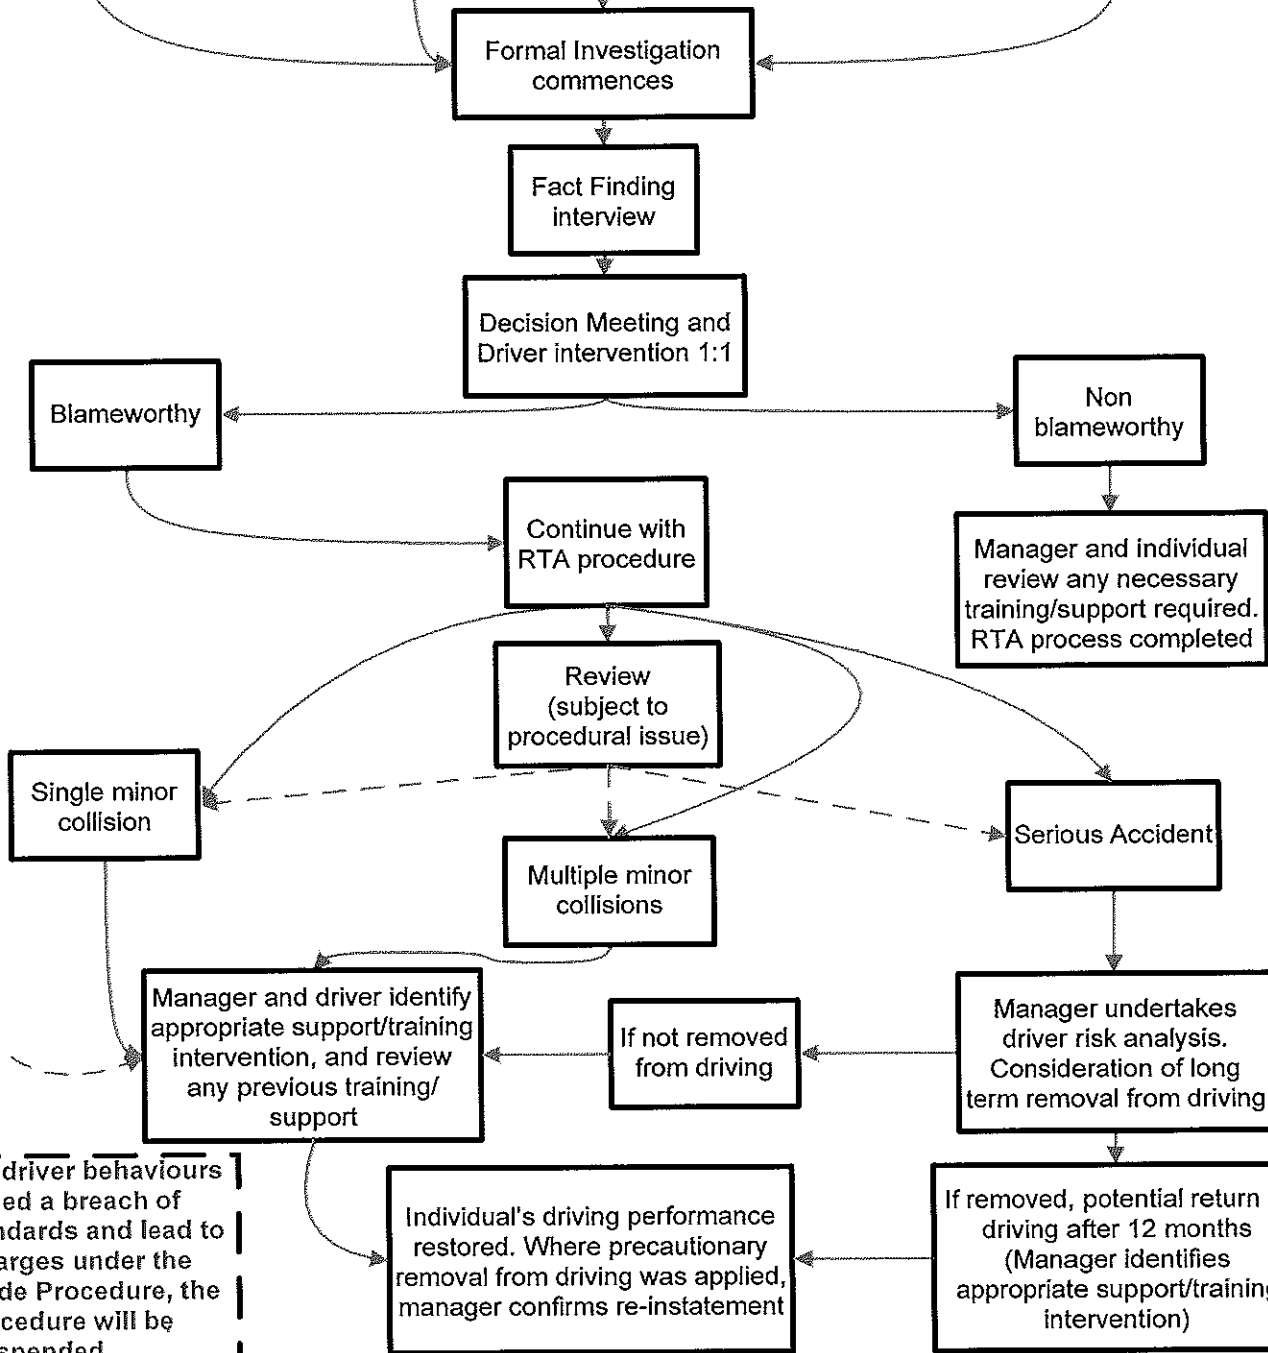 Formal Investigation
commences
Fact Finding
interview
Decision Meeting and
Driver intervention 1:1
Blameworthy
Non
blameworthy
Continue with
RTA procedure
Manager and individual
review any necessary
training/support required.
RTA process completed
Review
(subject to
procedural issue)
Single minor
collision
Serious Accident
Multiple minor
collisions
Manager and driver identify
appropriate support/training
intervention, and review
any previous training/
support
If not removed
from driving
Manager undertakes
driver risk analysis.
Consideration of long
term removal from driving
driver behaviours
ed a breach of
ndards and lead to
arges under the
de Procedure, the
cedure will be
spended
Individual's driving performance
restored. Where precautionary
removal from driving was applied,
manager confirms re-instatement
If removed, potential return
driving after 12 months
(Manager identifies
appropriate support/training
intervention)